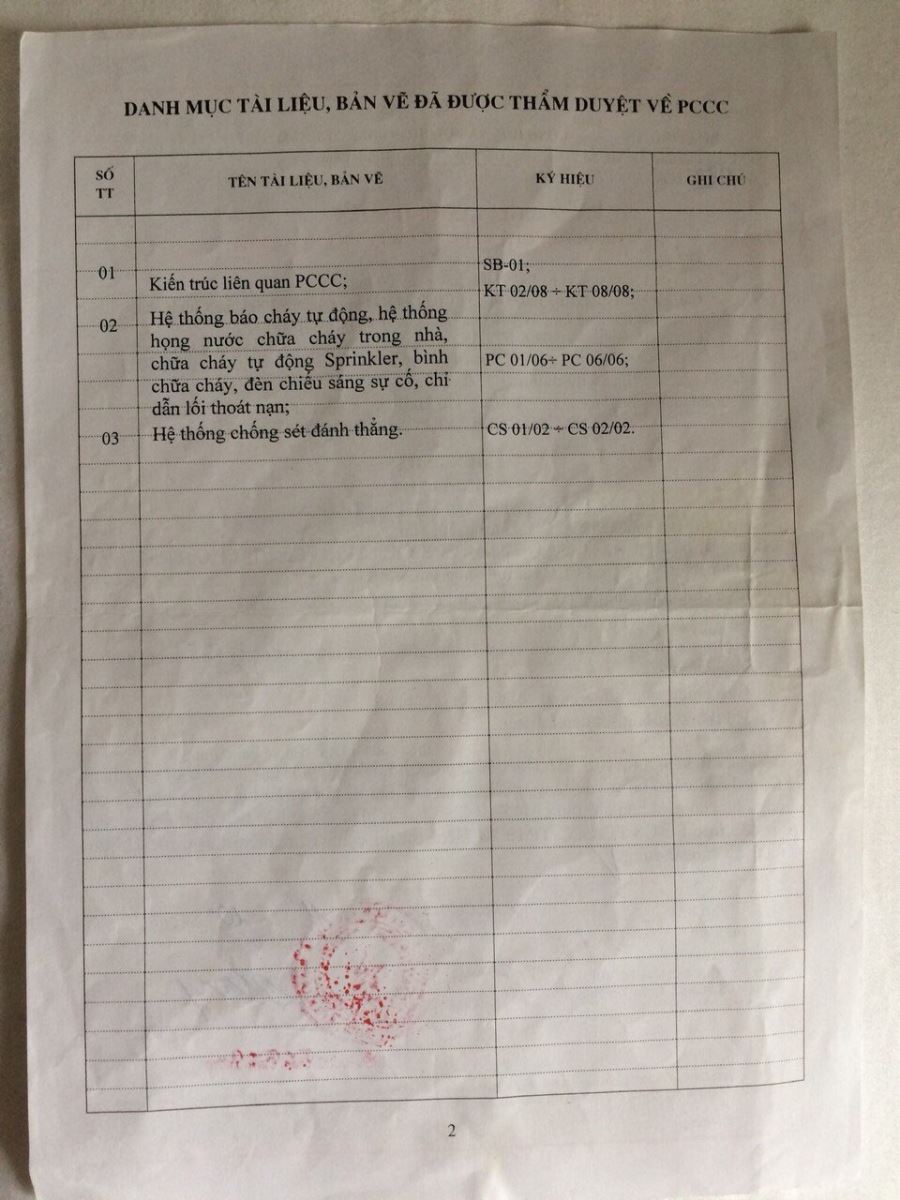 DANH MỤC TÀI LIỆU, BẢN VẼ ĐÃ ĐƯỢC THẨM DUYỆT VỀ PCCC
SỐ
TT
TÊN TÀI LIỆU, BẢN VẼ
KÝ HIỆU
GHI CHÚ
01
Kiến trúc liên quan PCCC;
SB-01;
KT 02/08 ÷ KT 08/08;
02
Hệ thống báo cháy tự động, hệ thống
họng nước chữa cháy trong nhà,
chữa cháy tự động Sprinkler, bình
chữa cháy, đèn chiếu sáng sự cố, chỉ
dẫn lối thoát nạn;
PC 01/06÷ PC 06/06;
03
Hệ thống chống sét đánh thẳng.
CS 01/02 ÷ CS 02/02.
2